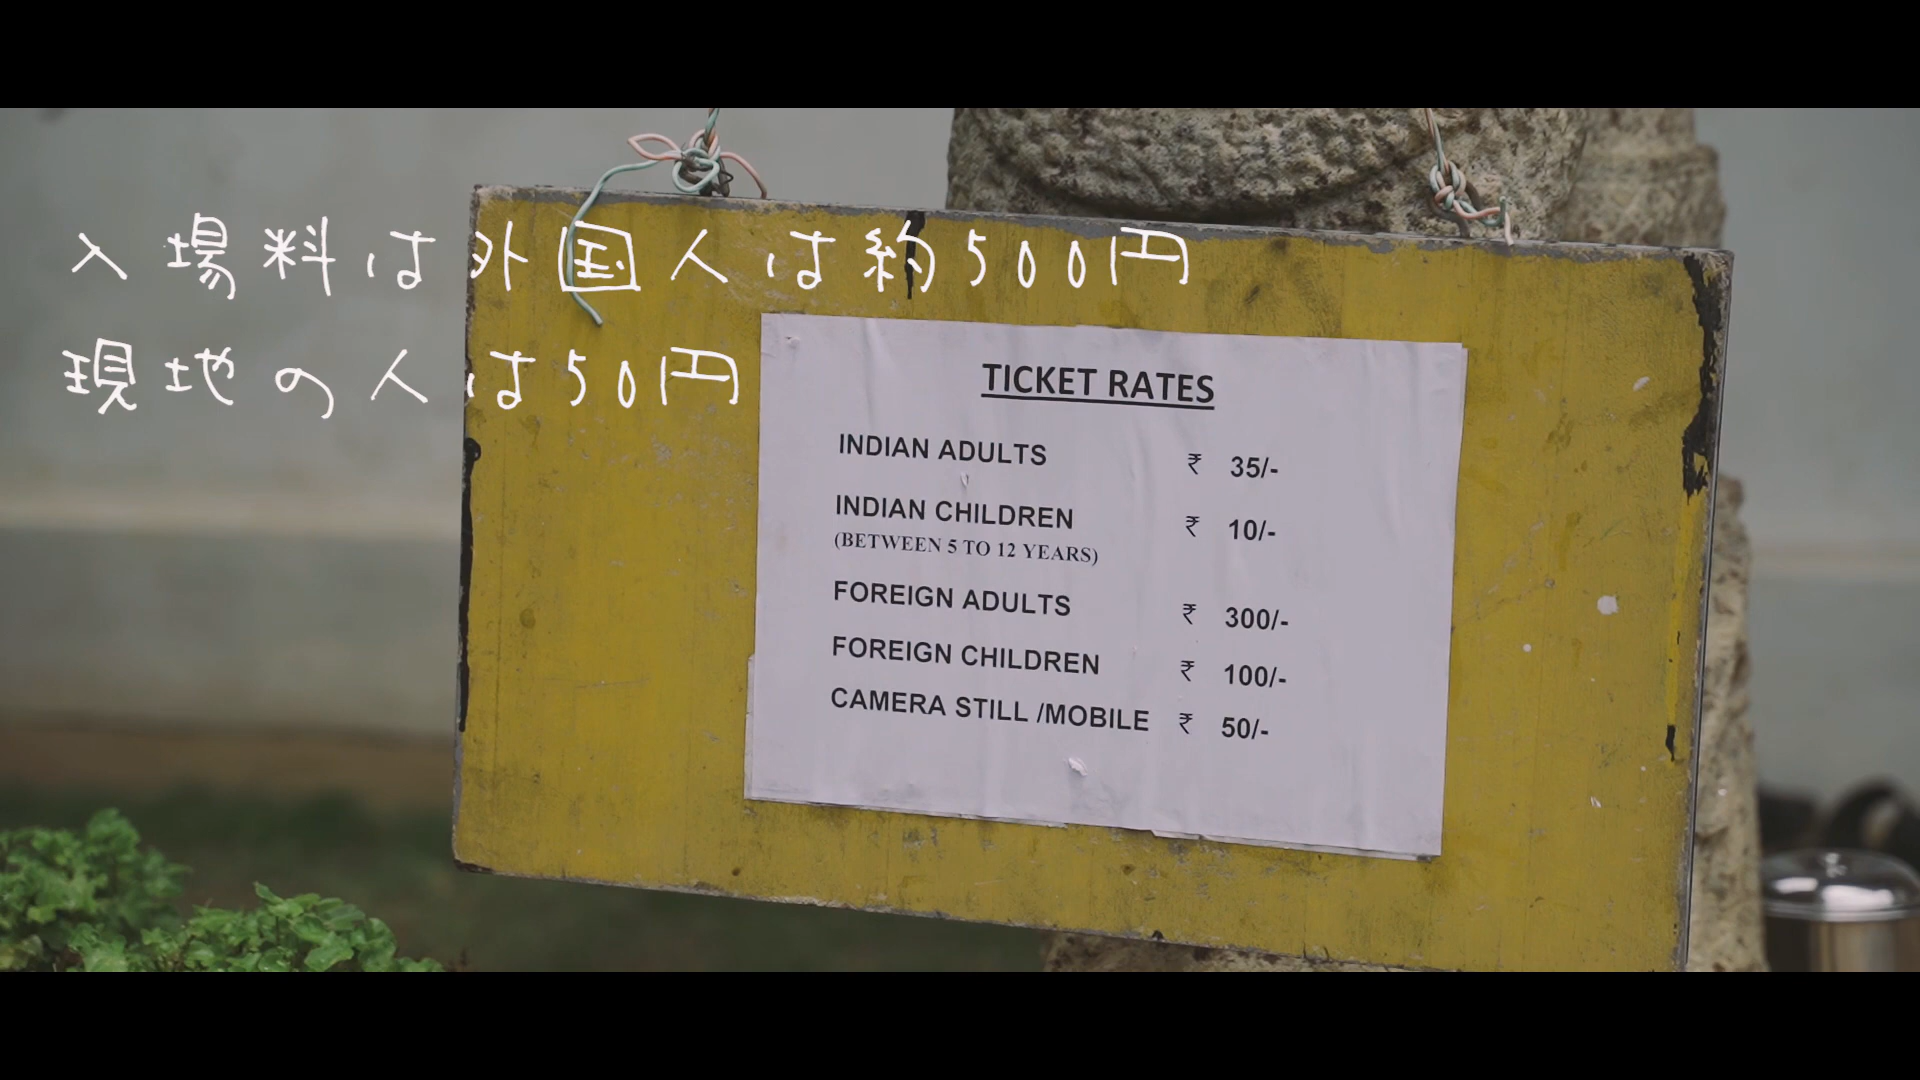 入場料は外国人は約500円
現地の人は50円
TICKET RATES
INDIAN ADULTS ₹ 35/-
INDIAN CHILDREN ₹ 10/-
(BETWEEN 5 TO 12 YEARS)
FOREIGN ADULTS ₹ 300/-
FOREIGN CHILDREN ₹ 100/-
CAMERA STILL /MOBILE ₹ 50/-